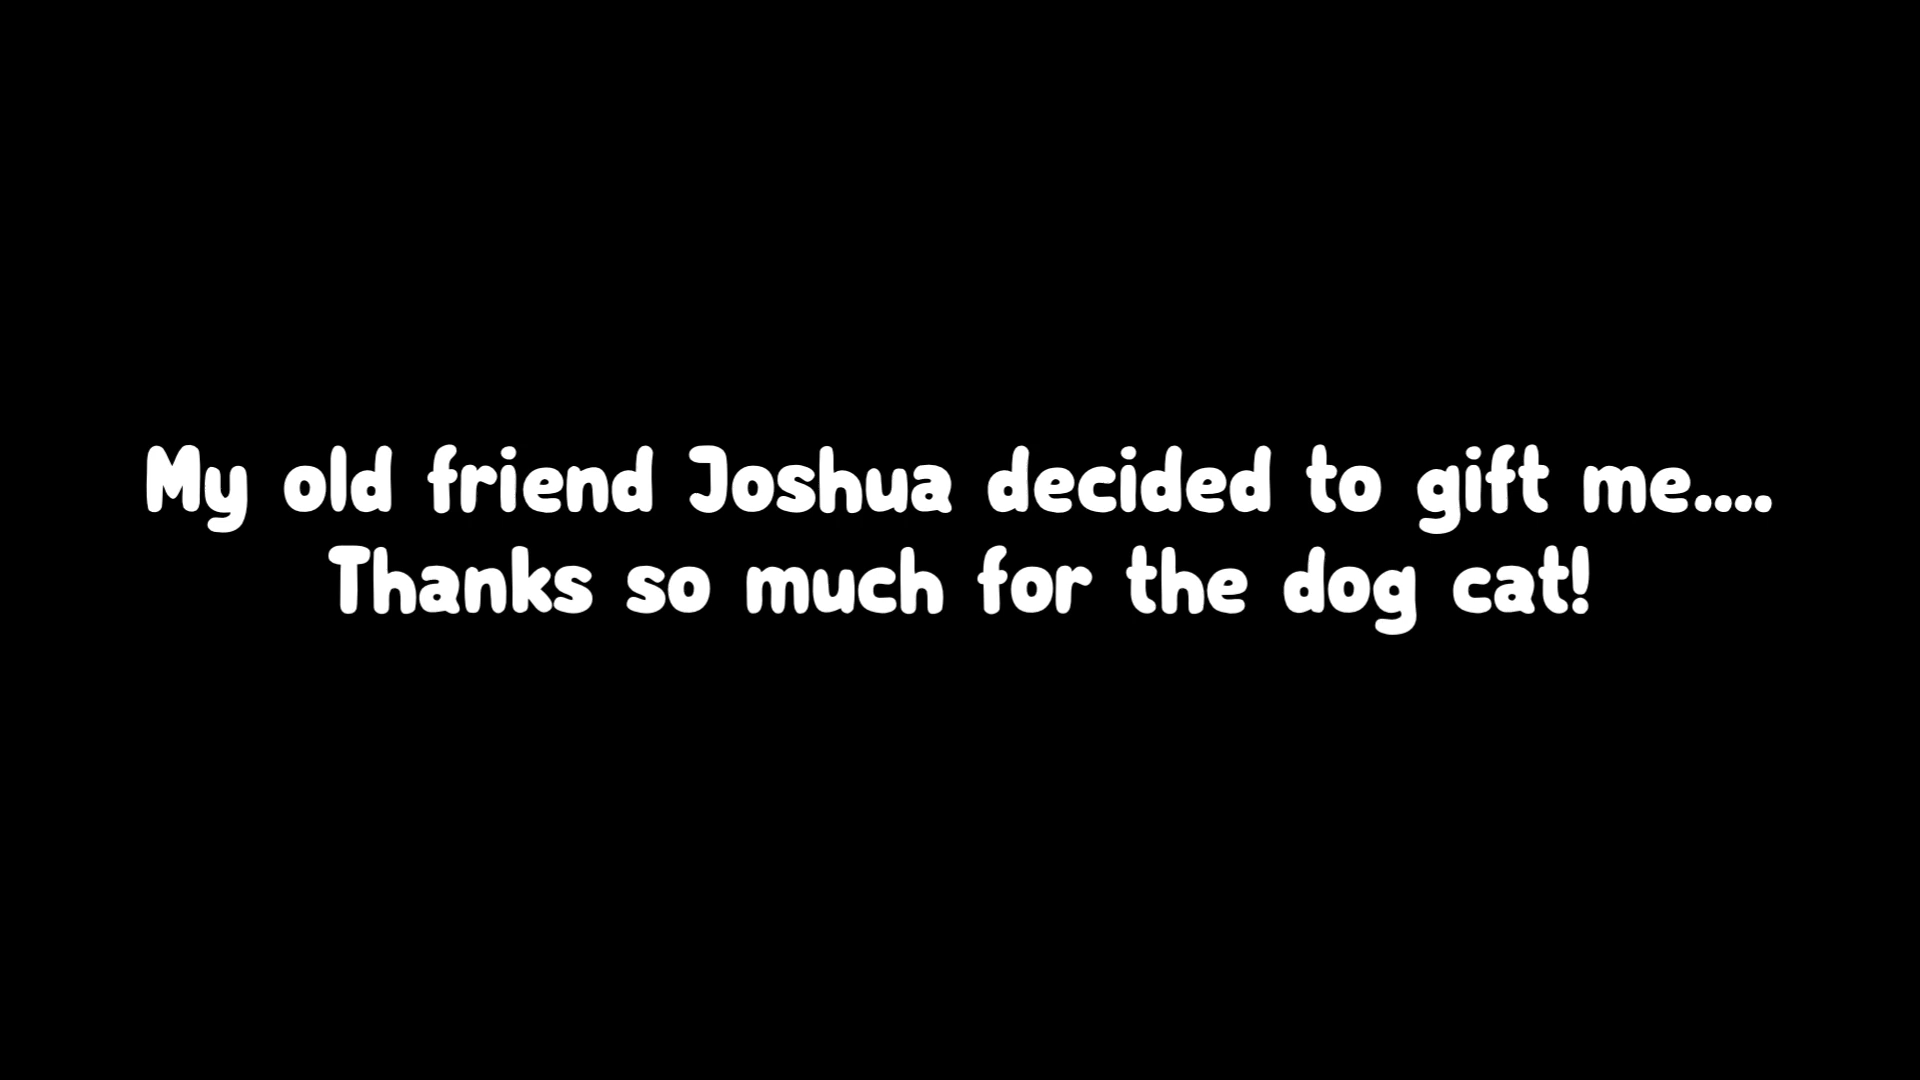 My old friend Joshua decided to gift me....
Thanks so much for the dog cat!